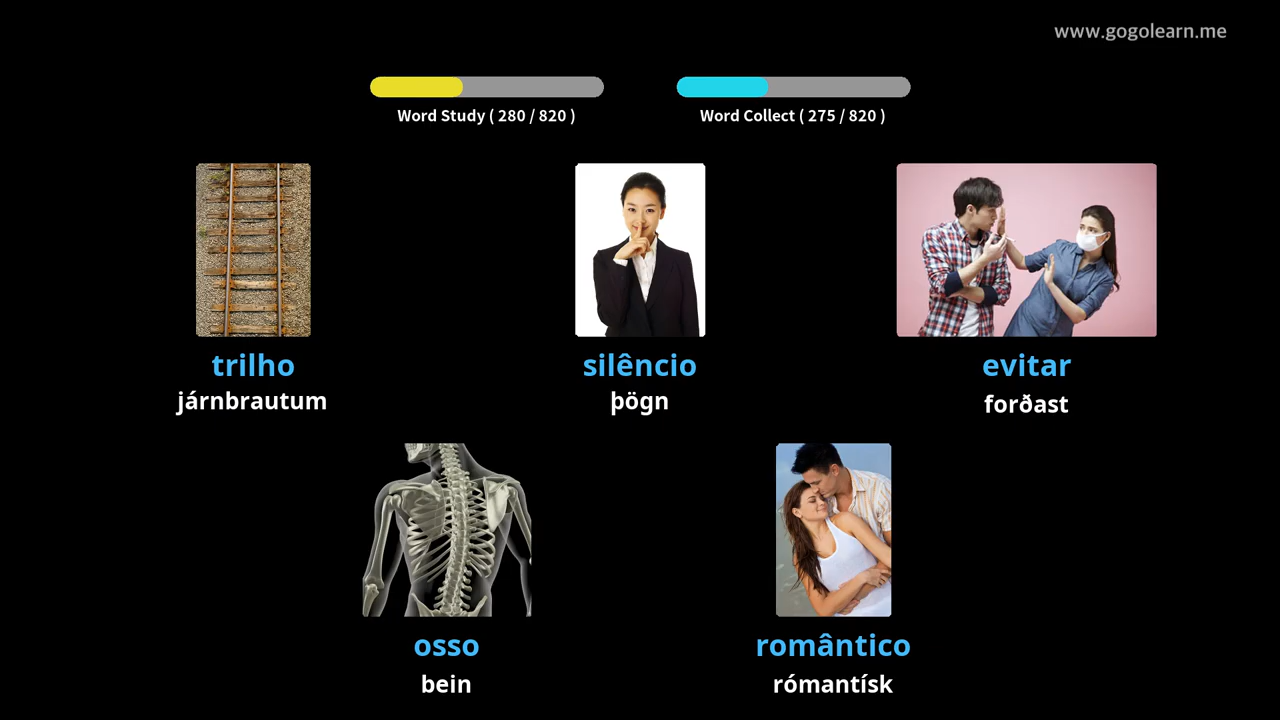 www.gogolearn.me
Word Study ( 280 / 820 )
Word Collect ( 275 / 820 )
trilho
járnbrautum
silêncio
þögn
evitar
forðast
osso
bein
romântico
rómantísk